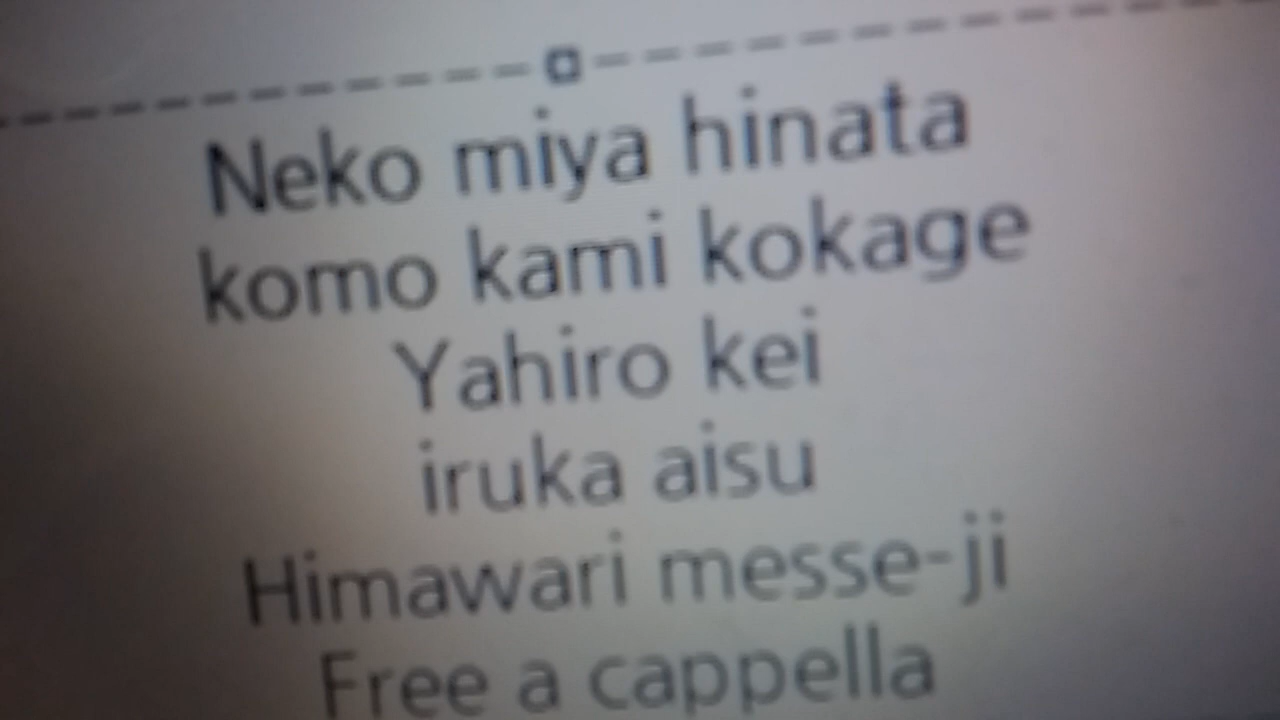 Neko miya hinata
komo kami kokage
Yahiro kei
iruka aisu
Himawari messe-ji
Free a cappella